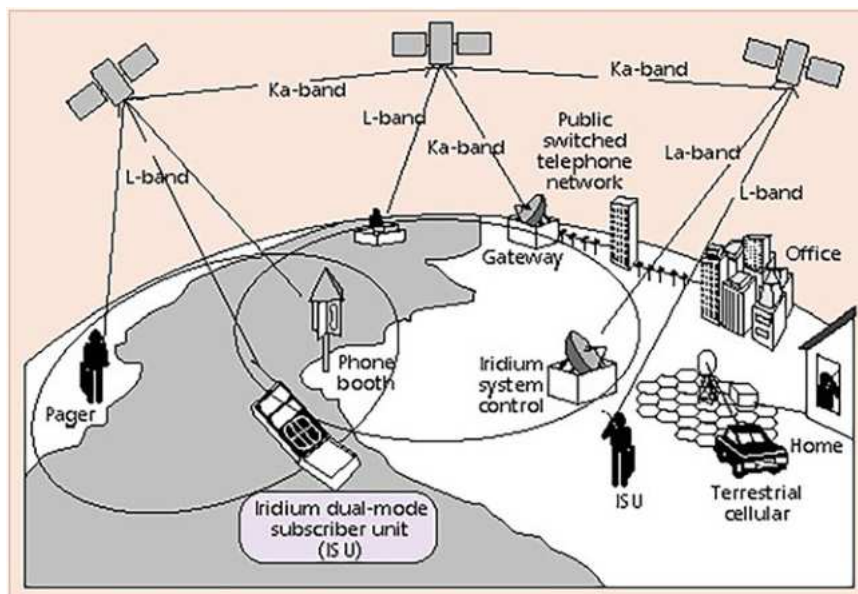 Ka-band
Ka-band
L-band
Ka-band
Public
switched
telephone
network
La-band
L-band
L-band
Gateway
Office
Phone
booth
Iridium
system
control
Pager
Home
ISU
Terrestrial
cellular
Iridium dual-mode
subscriber unit
(ISU)